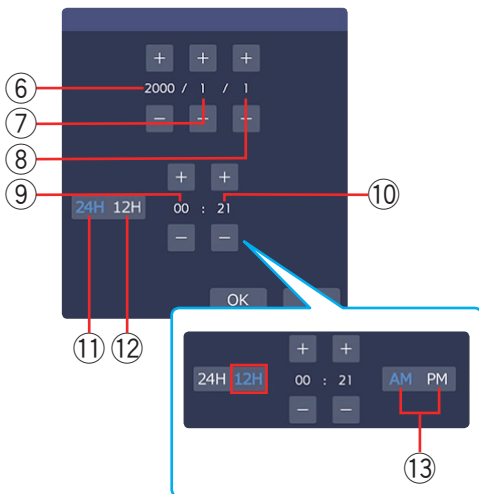 ⑥ 2000 / 1 / 1
⑦
⑧
⑨ ⑩
24H 12H 00 : 21
OK
⑪ ⑫
24H 12H 00 : 21 AM PM
⑬